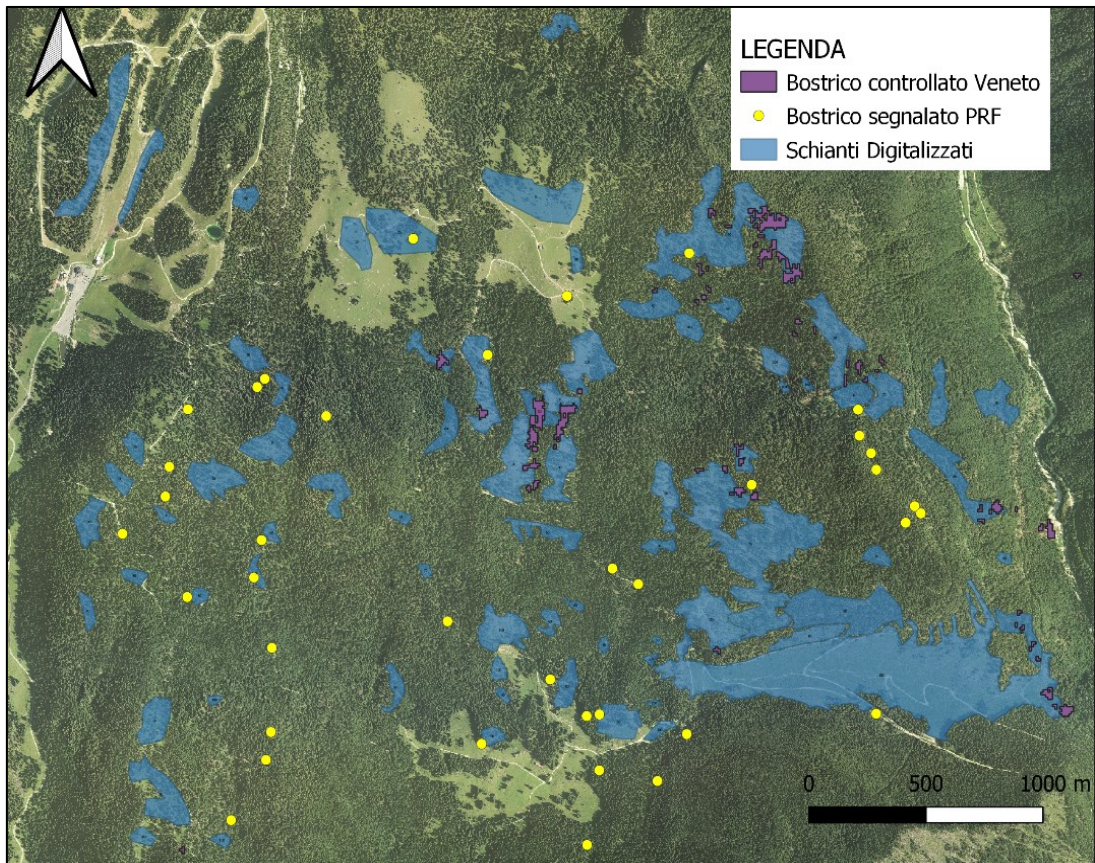 LEGENDA
Bostrico controllato Veneto
Bostrico segnalato PRF
Schianti Digitalizzati
0 500 1000 m